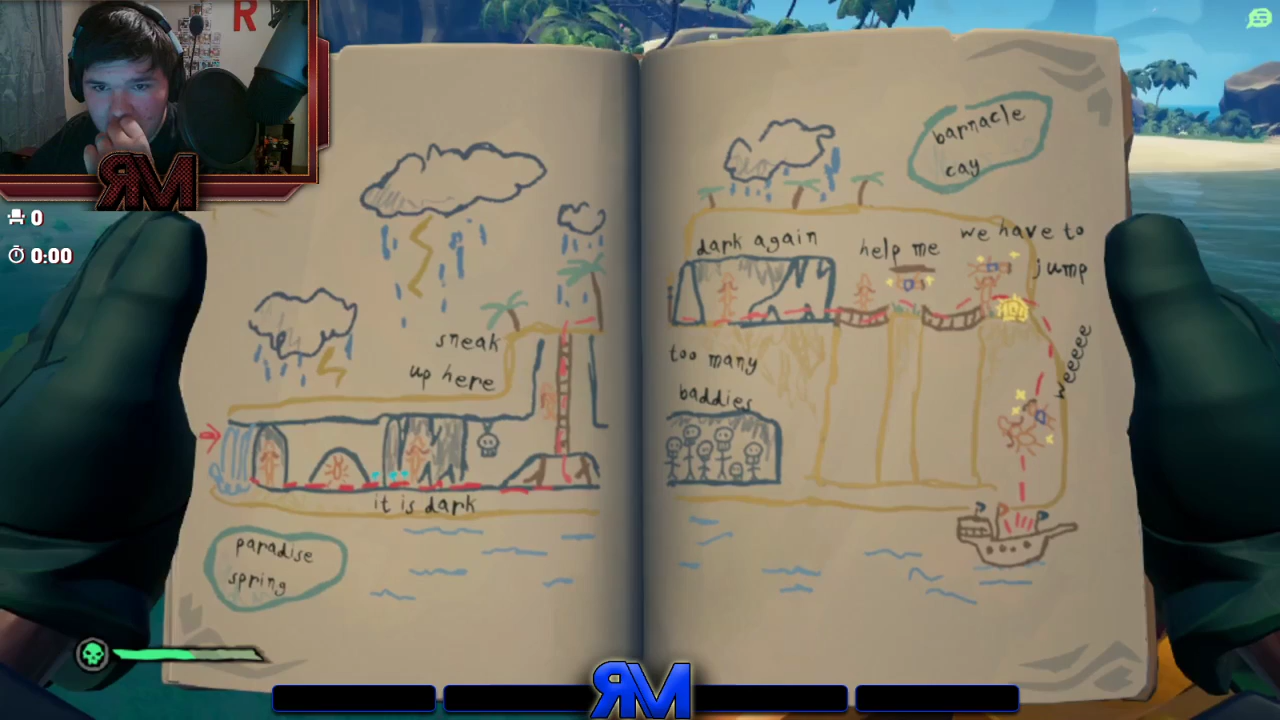 R
RM
0
0:00
sneak
up here
it is dark
paradise
spring
barnacle
cay
dark again
help me
we have to
jump
too many
baddies
weeeee
RM